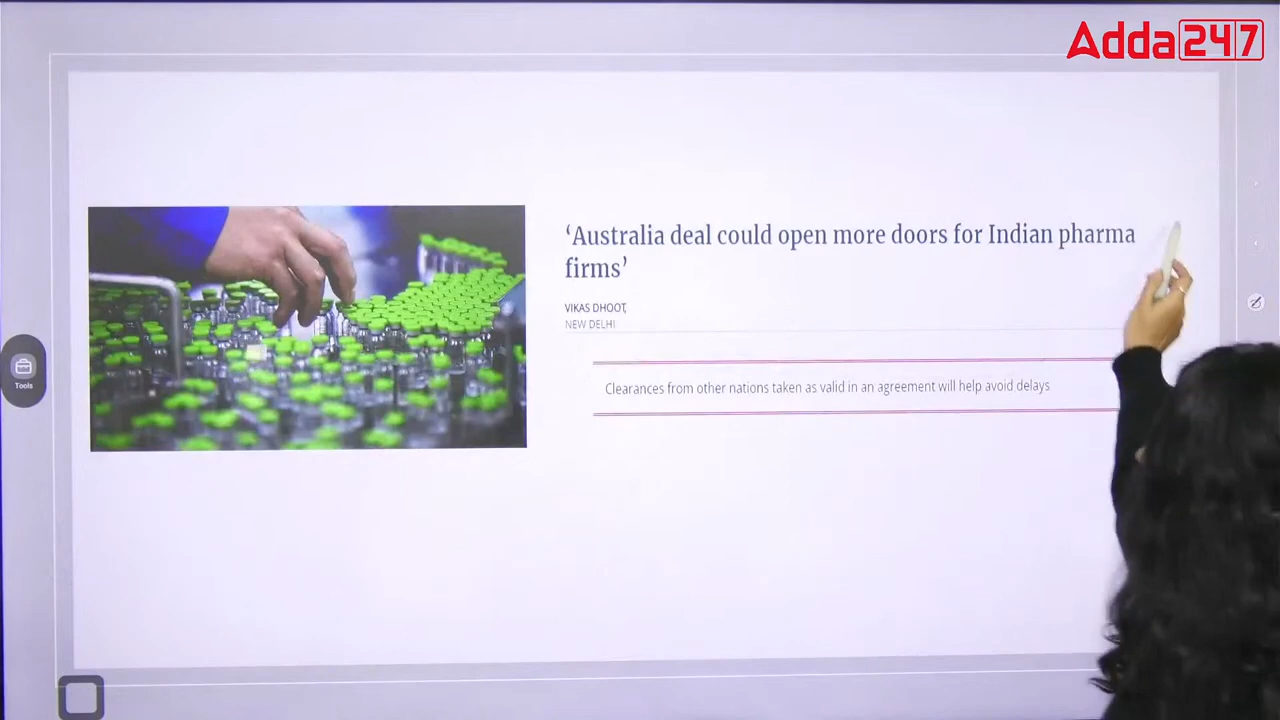 Adda247
‘Australia deal could open more doors for Indian pharma
firms’
VIKAS DHOOT,
NEW DELHI
Clearances from other nations taken as valid in an agreement will help avoid delays
Tools